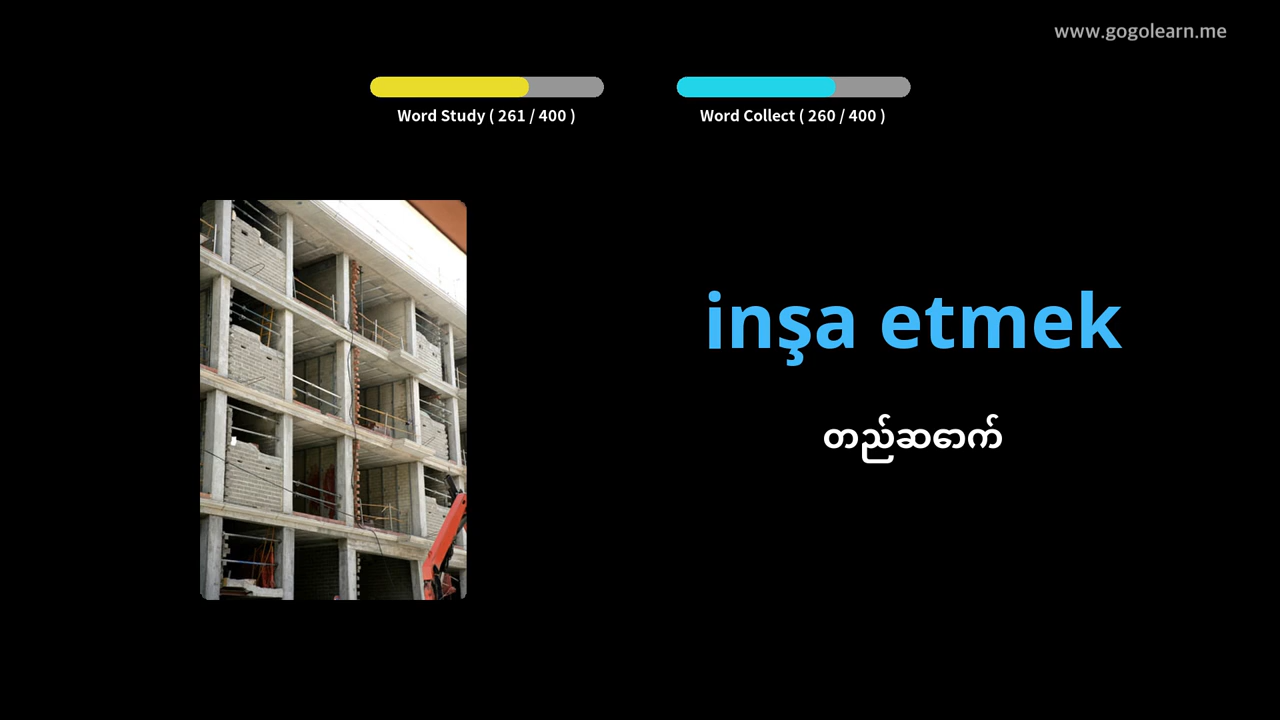 www.gogolearn.me
Word Study ( 261 / 400 )
Word Collect ( 260 / 400 )
inşa etmek
တည်ဆောက်